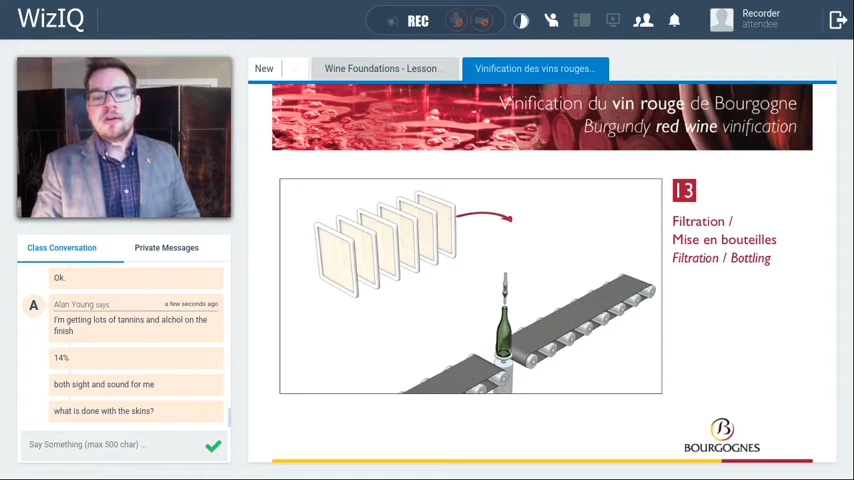 WizIQ
REC
Recorder
attendee
New
Wine Foundations - Lesson ..
Vinification des vins rouges...
Vinification du vin rouge de Bourgogne
Burgundy red wine vinification
13
Filtration /
Mise en bouteilles
Filtration / Bottling
B
BOURGOGNES
Class Conversation
Private Messages
Ok.
A
Alan Young says:
a few seconds ago
I'm getting lots of tannins and alchol on the
finish
14%
both sight and sound for me
what is done with the skins?
Say Something (max 500 char) ...